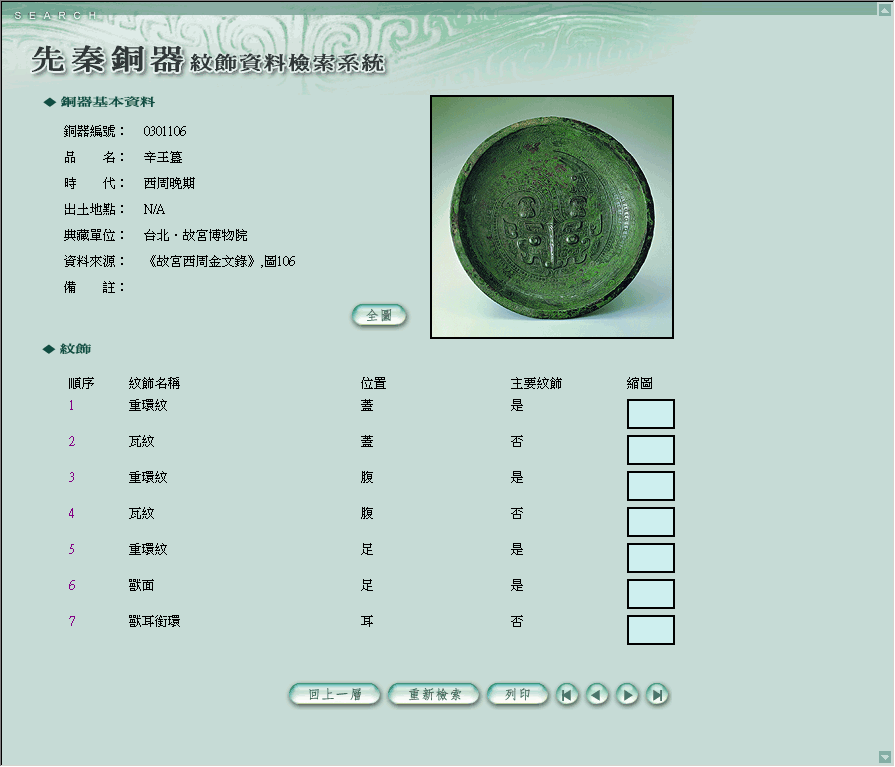 SEARCH
先秦銅器紋飾資料檢索系統
銅器基本資料
銅器編號： 0301106
品　　名： 辛王簋
時　　代： 西周晚期
出土地點： N/A
典藏單位： 台北・故宮博物院
資料來源： 《故宮西周金文錄》,圖106
備　　註：
全圖
紋飾
順序 紋飾名稱 位置 主要紋飾 縮圖
1 重環紋 蓋 是
2 瓦紋 蓋 否
3 重環紋 腹 是
4 瓦紋 腹 否
5 重環紋 足 是
6 獸面 足 是
7 獸耳銜環 耳 否
回上一層 重新檢索 列印